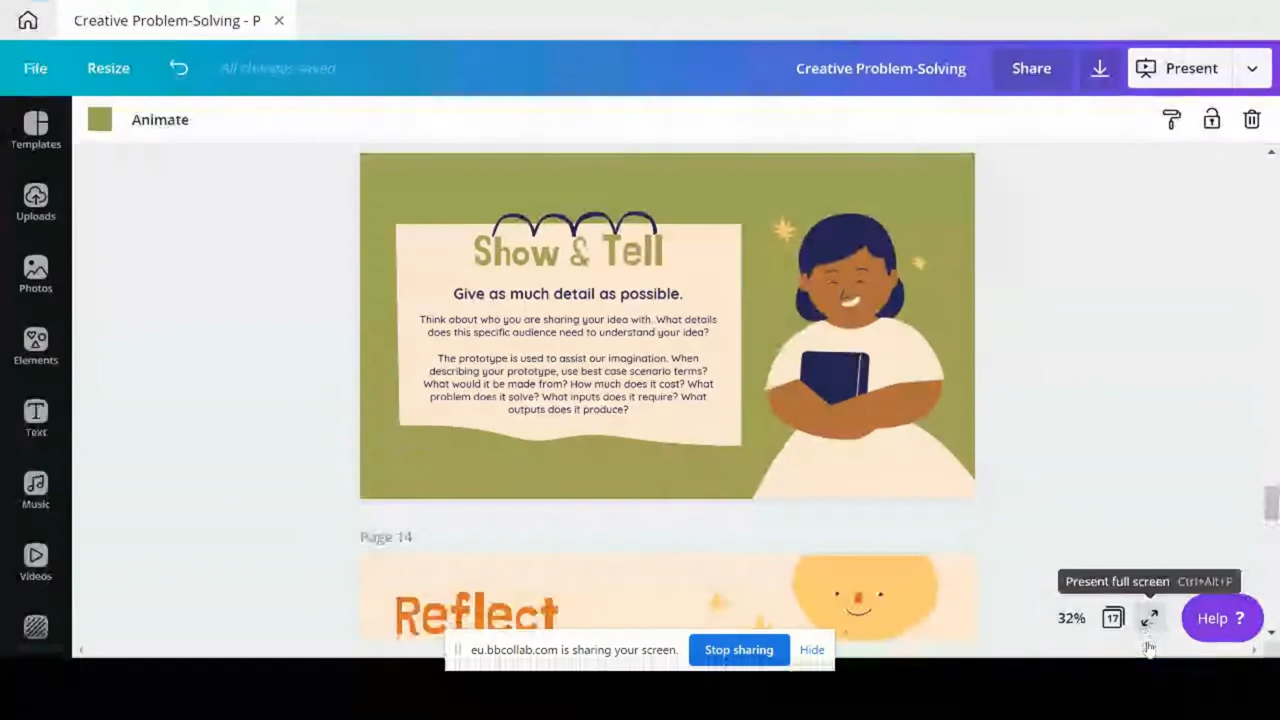 Creative Problem-Solving - P
File
Resize
All changes saved
Creative Problem-Solving
Share
Present
Animate
Templates
Uploads
Photos
Elements
Text
Music
Videos
Show & Tell
Give as much detail as possible.
Think about who you are sharing your idea with. What details
does this specific audience need to understand your idea?
The prototype is used to assist our imagination. When
describing your prototype, use best case scenario terms?
What would it be made from? How much does it cost? What
problem does it solve? What inputs does it require? What
outputs does it produce?
Page 14
Reflect
Present full screen Ctrl+Alt+P
32%
17
Help ?
eu.bbcollab.com is sharing your screen.
Stop sharing
Hide